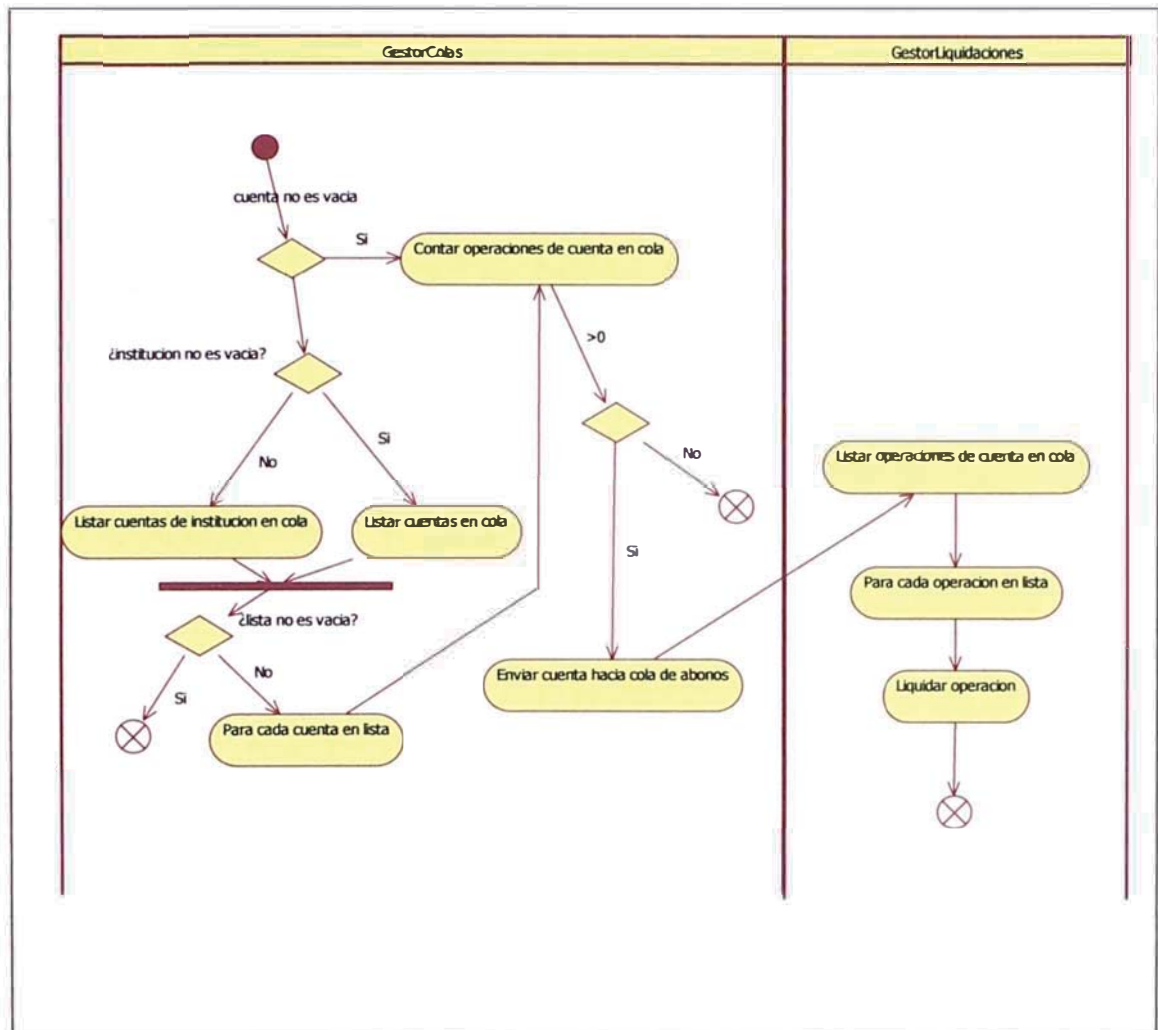 GestorColas
GestorLiquidaciones
cuenta no es vacia
Si
Contar operaciones de cuenta en cola
¿institucion no es vacia?
>0
No
Si
No
Listar operaciones de cuenta en cola
Listar cuentas de institucion en cola
Listar cuentas en cola
Si
Para cada operacion en lista
¿lista no es vacia?
No
Si
Enviar cuenta hacia cola de abonos
Liquidar operacion
Para cada cuenta en lista